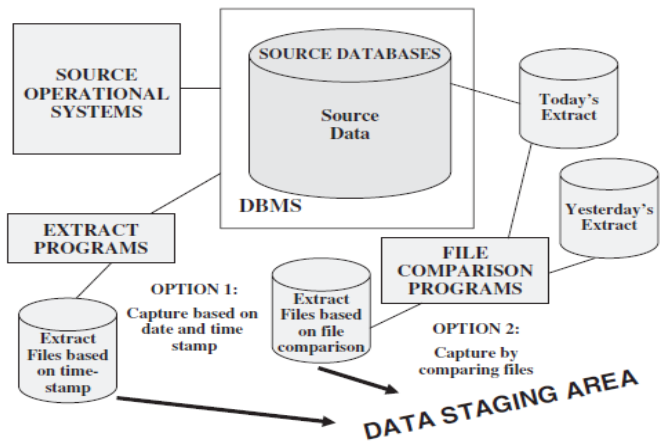 SOURCE
OPERATIONAL
SYSTEMS
SOURCE DATABASES
Source
Data
DBMS
Today's
Extract
Yesterday's
Extract
EXTRACT
PROGRAMS
FILE
COMPARISON
PROGRAMS
OPTION 1:
Capture based on
date and time
stamp
Extract
Files based
on time-
stamp
Extract
Files based
on file
comparison
OPTION 2:
Capture by
comparing files
DATA STAGING AREA